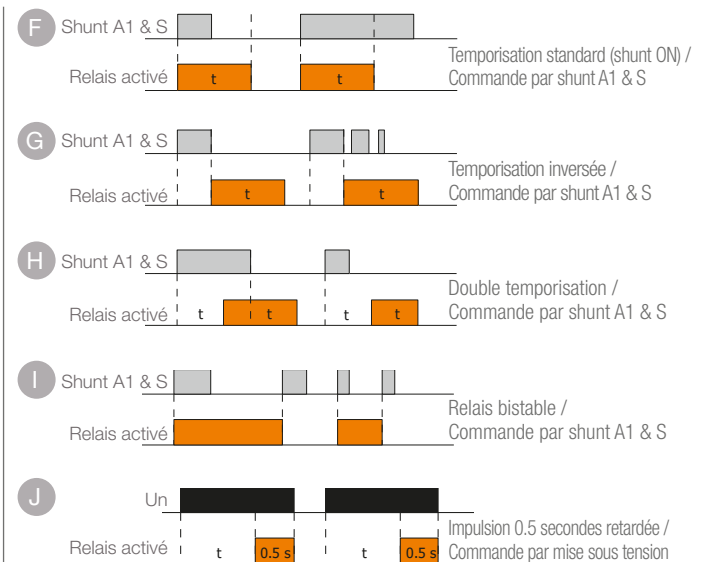 F
Shunt A1 & S
Relais activé
t
t
Temporisation standard (shunt ON) /
Commande par shunt A1 & S
G
Shunt A1 & S
Relais activé
t
t
Temporisation inversée /
Commande par shunt A1 & S
H
Shunt A1 & S
Relais activé
t
t
t
t
Double temporisation /
Commande par shunt A1 & S
I
Shunt A1 & S
Relais activé
Relais bistable /
Commande par shunt A1 & S
J
Un
Relais activé
t
0.5 s
t
0.5 s
Impulsion 0.5 secondes retardée /
Commande par mise sous tension